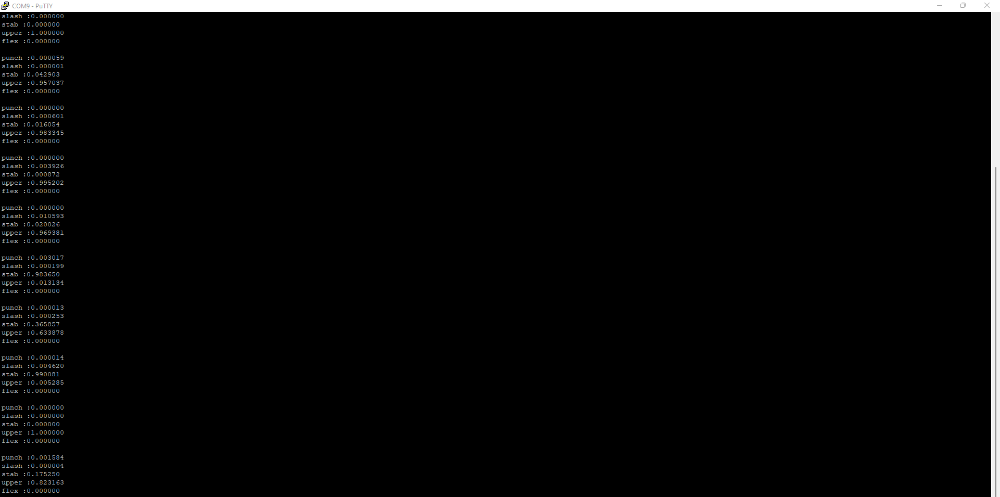 COM9 - PuTTY
slash :0.000000
stab :0.000000
upper :1.000000
flex :0.000000
punch :0.000059
slash :0.000001
stab :0.042903
upper :0.957037
flex :0.000000
punch :0.000000
slash :0.000601
stab :0.016054
upper :0.983345
flex :0.000000
punch :0.000000
slash :0.003926
stab :0.000872
upper :0.995202
flex :0.000000
punch :0.000000
slash :0.010593
stab :0.020026
upper :0.969381
flex :0.000000
punch :0.003017
slash :0.000199
stab :0.983650
upper :0.013134
flex :0.000000
punch :0.000013
slash :0.000253
stab :0.365857
upper :0.633878
flex :0.000000
punch :0.000014
slash :0.004620
stab :0.990081
upper :0.005285
flex :0.000000
punch :0.000000
slash :0.000000
stab :0.000000
upper :1.000000
flex :0.000000
punch :0.001584
slash :0.000004
stab :0.175250
upper :0.823163
flex :0.000000